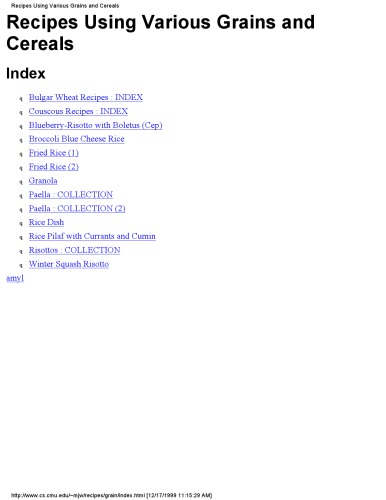 Recipes Using Various Grains and Cereals
Recipes Using Various Grains and
Cereals
Index
Bulgar Wheat Recipes : INDEX
Couscous Recipes : INDEX
Blueberry-Risotto with Boletus (Cep)
Broccoli Blue Cheese Rice
Fried Rice (1)
Fried Rice (2)
Granola
Paella : COLLECTION
Paella : COLLECTION (2)
Rice Dish
Rice Pilaf with Currants and Cumin
Risottos : COLLECTION
Winter Squash Risotto
amyl
http://www.cs.cmu.edu/~mjw/recipes/grain/index.html [12/17/1999 11:15:29 AM]